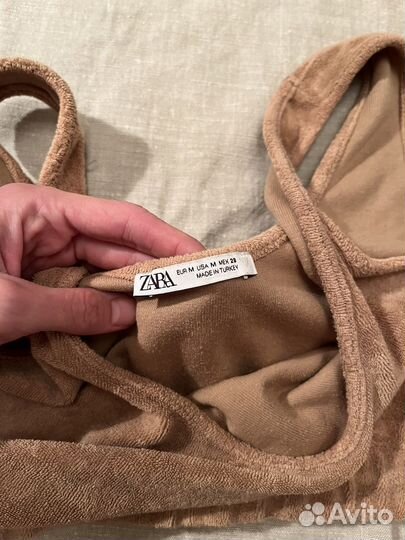 ZARA
EUR M USA M MEX 28
MADE IN TURKEY
Avito